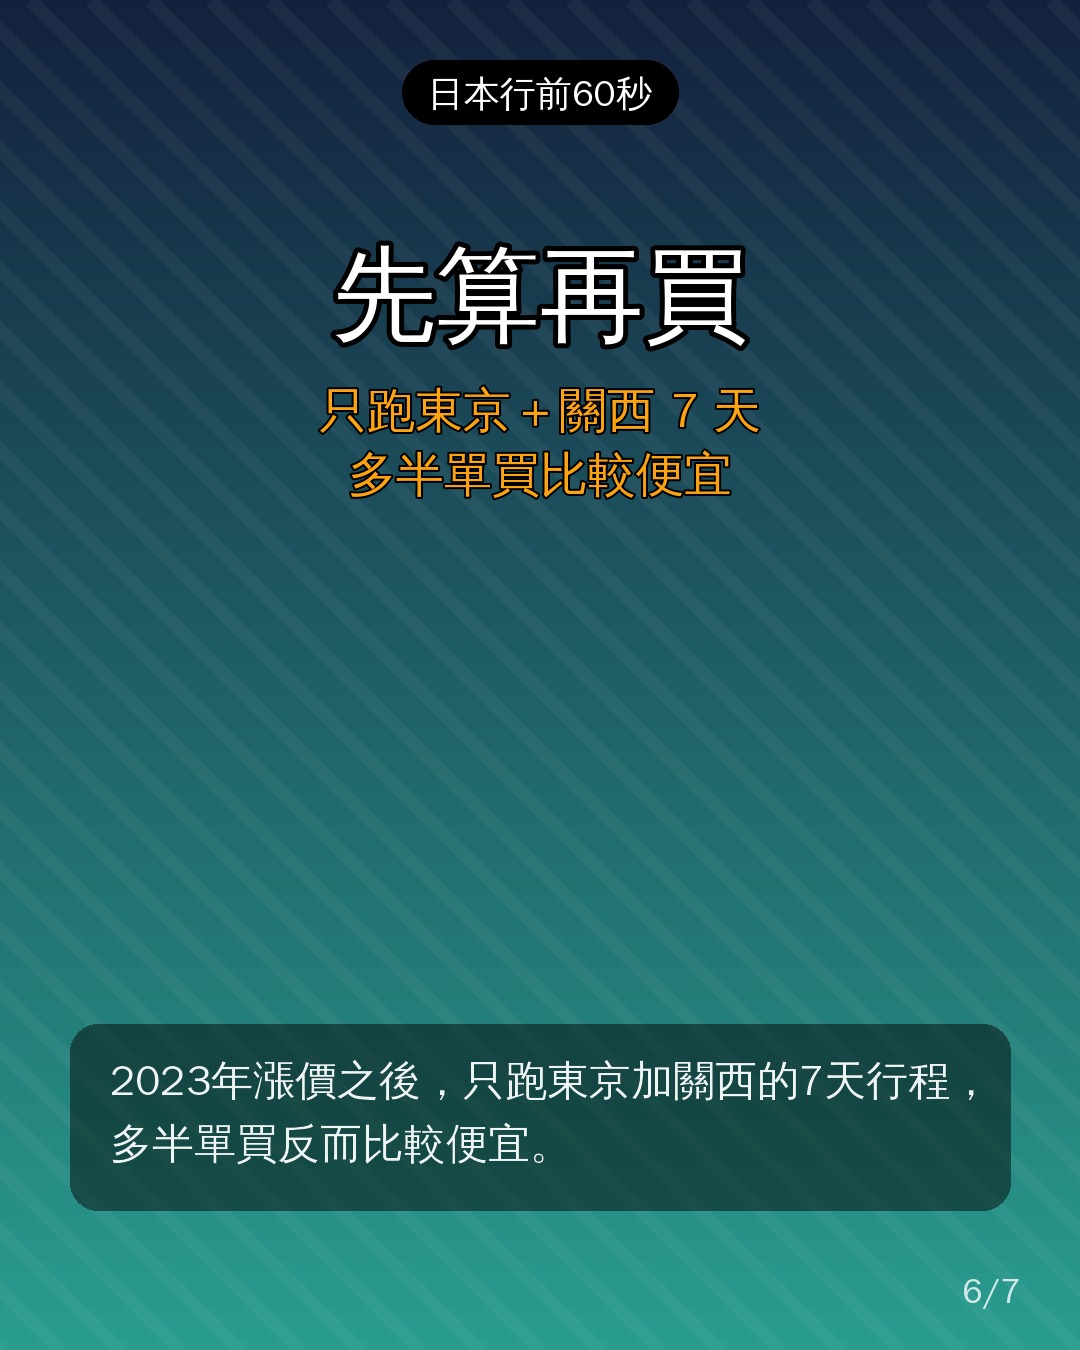 日本行前60秒
先算再買
只跑東京＋關西 7 天
多半單買比較便宜
2023年漲價之後，只跑東京加關西的7天行程，
多半單買反而比較便宜。
6/7